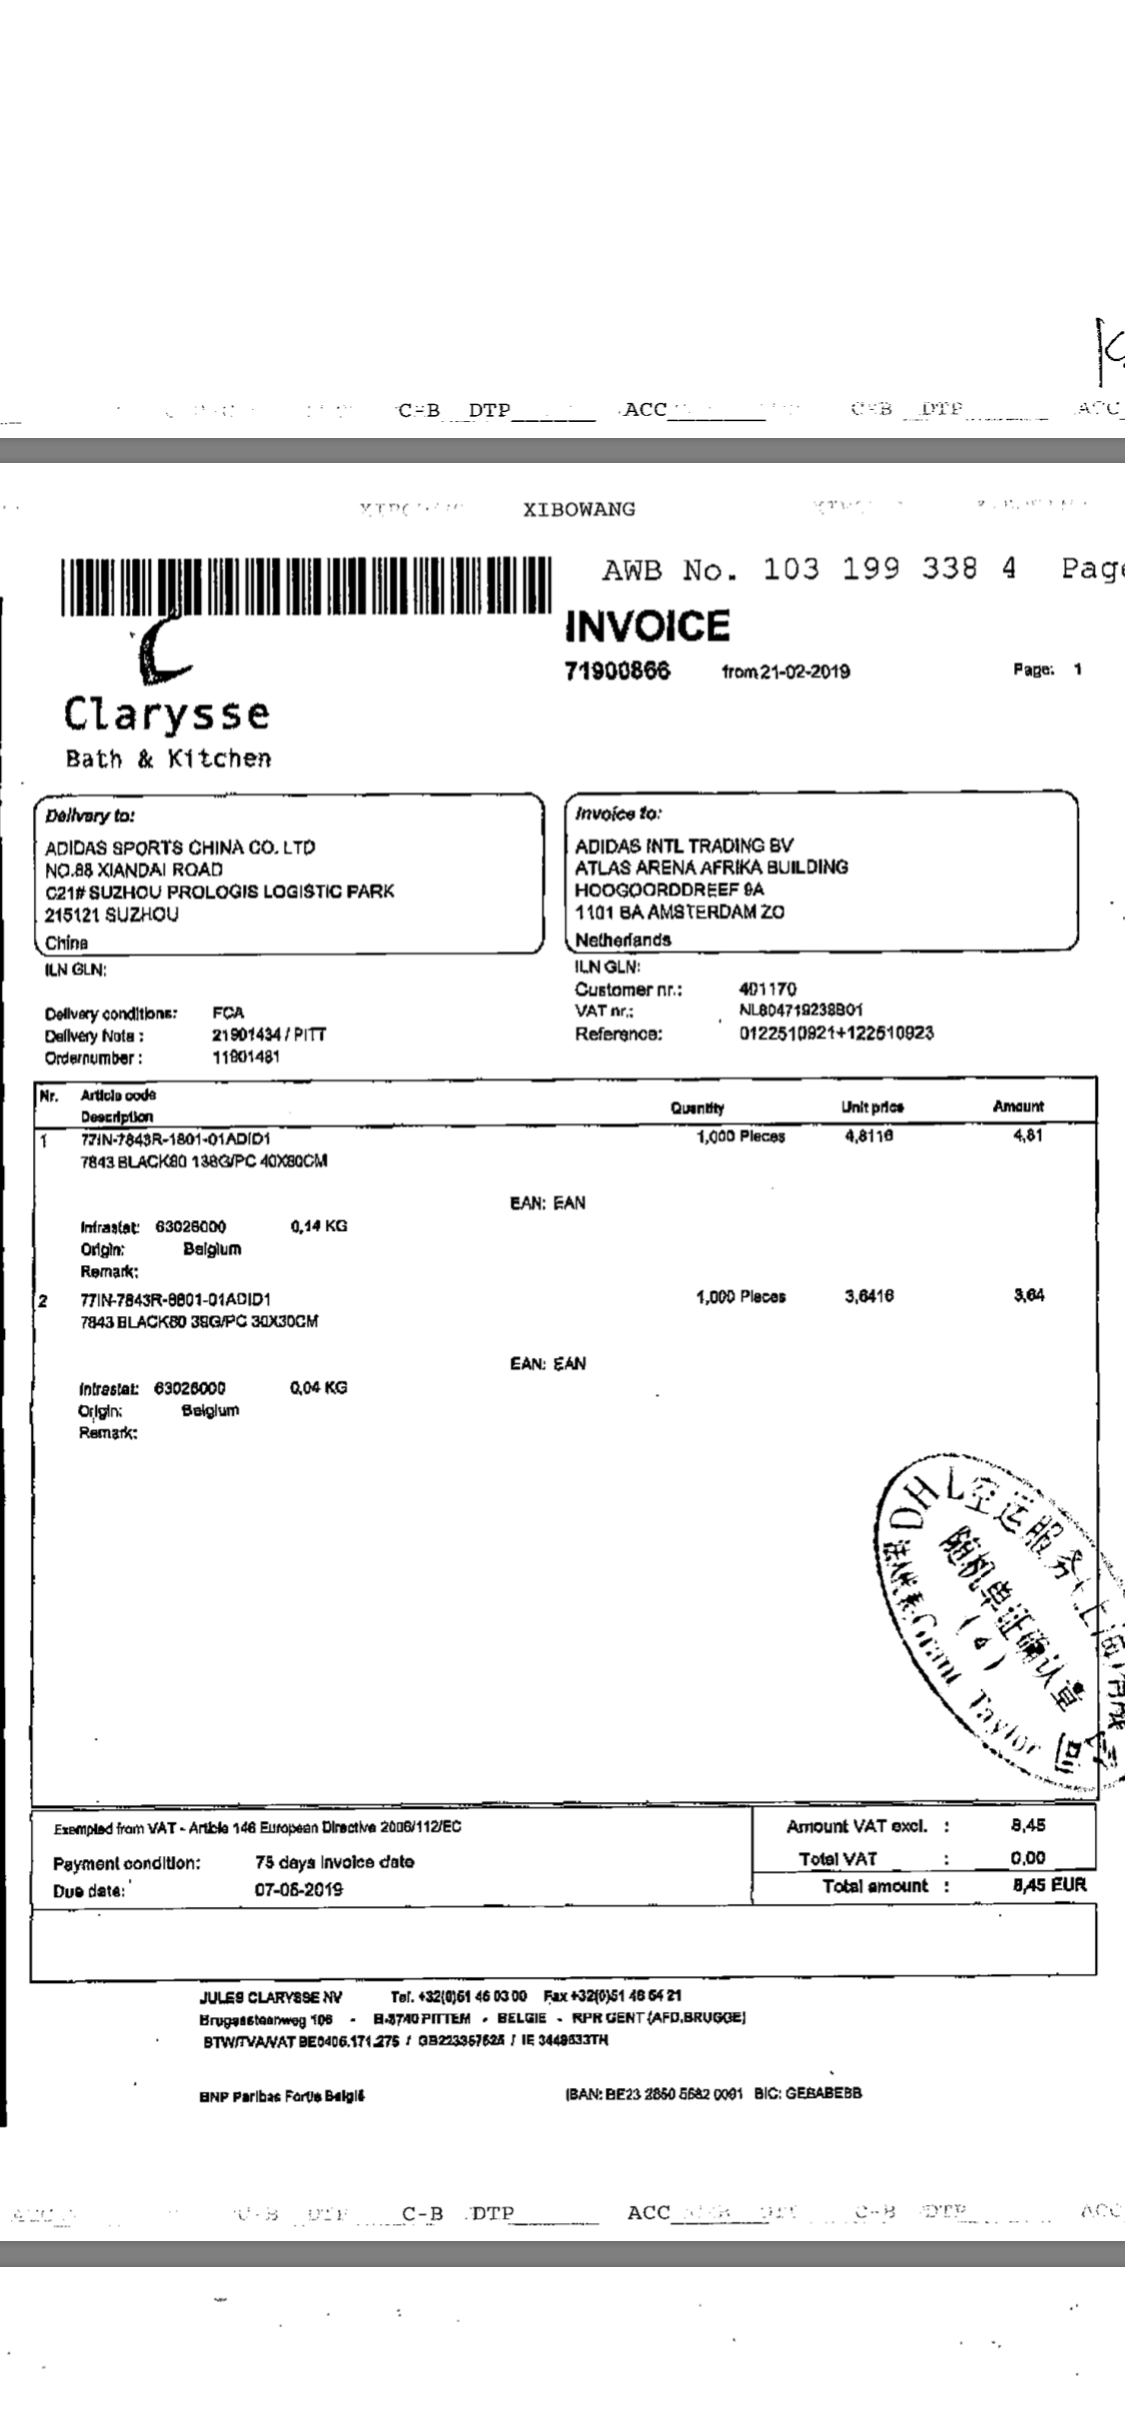 C-B DTP ACC C-B DTP ACC
XIBOWANG
AWB No. 103 199 338 4 Page
INVOICE
71900866 from 21-02-2019 Page: 1
Clarysse
Bath & Kitchen
Delivery to:
ADIDAS SPORTS CHINA CO. LTD
NO.88 XIANDAI ROAD
C21# SUZHOU PROLOGIS LOGISTIC PARK
215121 SUZHOU
China
Invoice to:
ADIDAS INTL TRADING BV
ATLAS ARENA AFRIKA BUILDING
HOOGOORDDREEF 9A
1101 BA AMSTERDAM ZO
Netherlands
ILN GLN:
Delivery conditions: FCA
Delivery Note : 21901434 / PITT
Ordernumber : 11901481
ILN GLN:
Customer nr.: 401170
VAT nr.: NL804719238B01
Reference: 0122510921+122510923
Nr. Article code
Description Quantity Unit price Amount
1 77IN-7843R-1801-01ADID1 1,000 Pieces 4,8116 4,81
7843 BLACK80 138G/PC 40X80CM
EAN: EAN
Intrastat: 63026000 0,14 KG
Origin: Belgium
Remark:
2 77IN-7843R-8801-01ADID1 1,000 Pieces 3,6416 3,64
7843 BLACK80 38G/PC 30X30CM
EAN: EAN
Intrastat: 63026000 0,04 KG
Origin: Belgium
Remark:
DHL空运服务(上海)有限公司
随机单证确认章
(4)
Grant Taylor
Exempted from VAT - Article 146 European Directive 2006/112/EC
Payment condition: 75 days invoice date
Due date: 07-05-2019
Amount VAT excl. : 8,45
Total VAT : 0,00
Total amount : 8,45 EUR
JULES CLARYSSE NV Tel. +32(0)51 46 03 00 Fax +32(0)51 46 64 21
Brugsesteenweg 106 - B-8740 PITTEM - BELGIE - RPR GENT (AFD.BRUGGE)
BTW/TVA/VAT BE0406.171.275 / GB223357625 / IE 3448633TH
BNP Paribas Fortis België IBAN: BE23 2850 5582 0091 BIC: GEBABEBB
C-B DTP ACC C-B DTP ACC